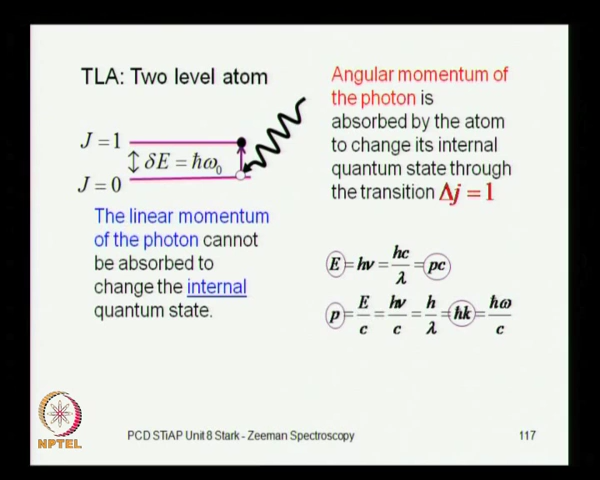 TLA: Two level atom
J = 1
↕ δE = ℏω₀
J = 0
The linear momentum
of the photon cannot
be absorbed to
change the internal
quantum state.
Angular momentum of
the photon is
absorbed by the atom
to change its internal
quantum state through
the transition Δj = 1
E = hν = hc/λ = pc
p = E/c = hν/c = h/λ = ℏk = ℏω/c
NPTEL
PCD STiAP Unit 8 Stark - Zeeman Spectroscopy
117